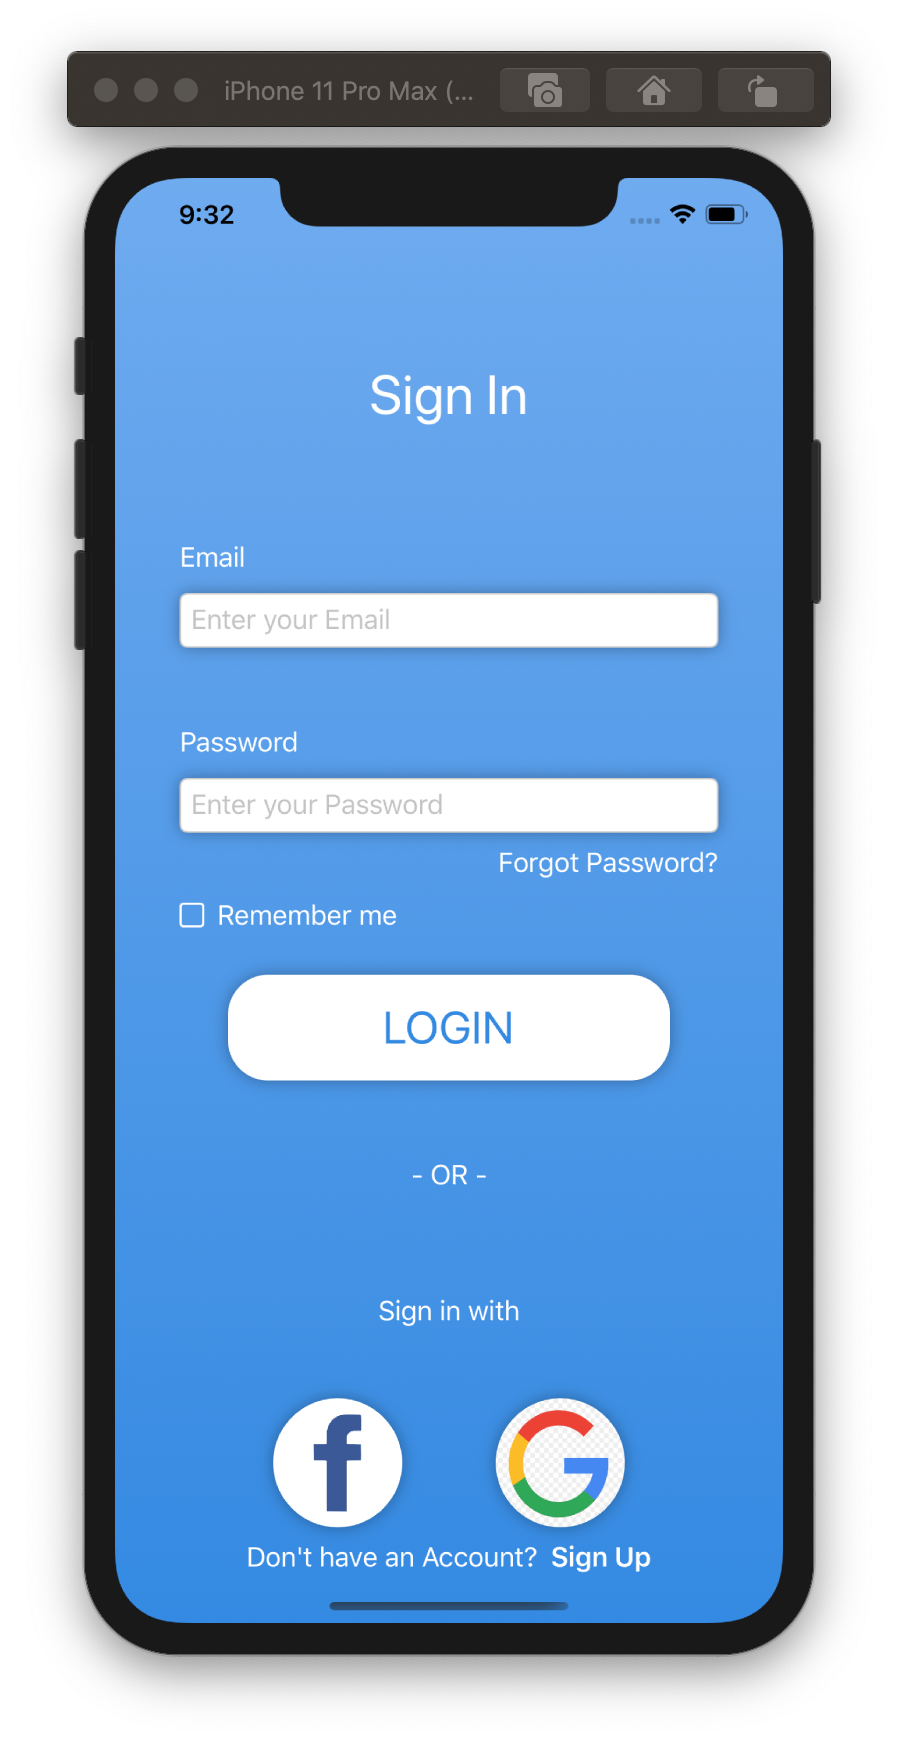 iPhone 11 Pro Max (...
9:32
Sign In
Email
Enter your Email
Password
Enter your Password
Forgot Password?
Remember me
LOGIN
- OR -
Sign in with
f G
Don't have an Account? Sign Up